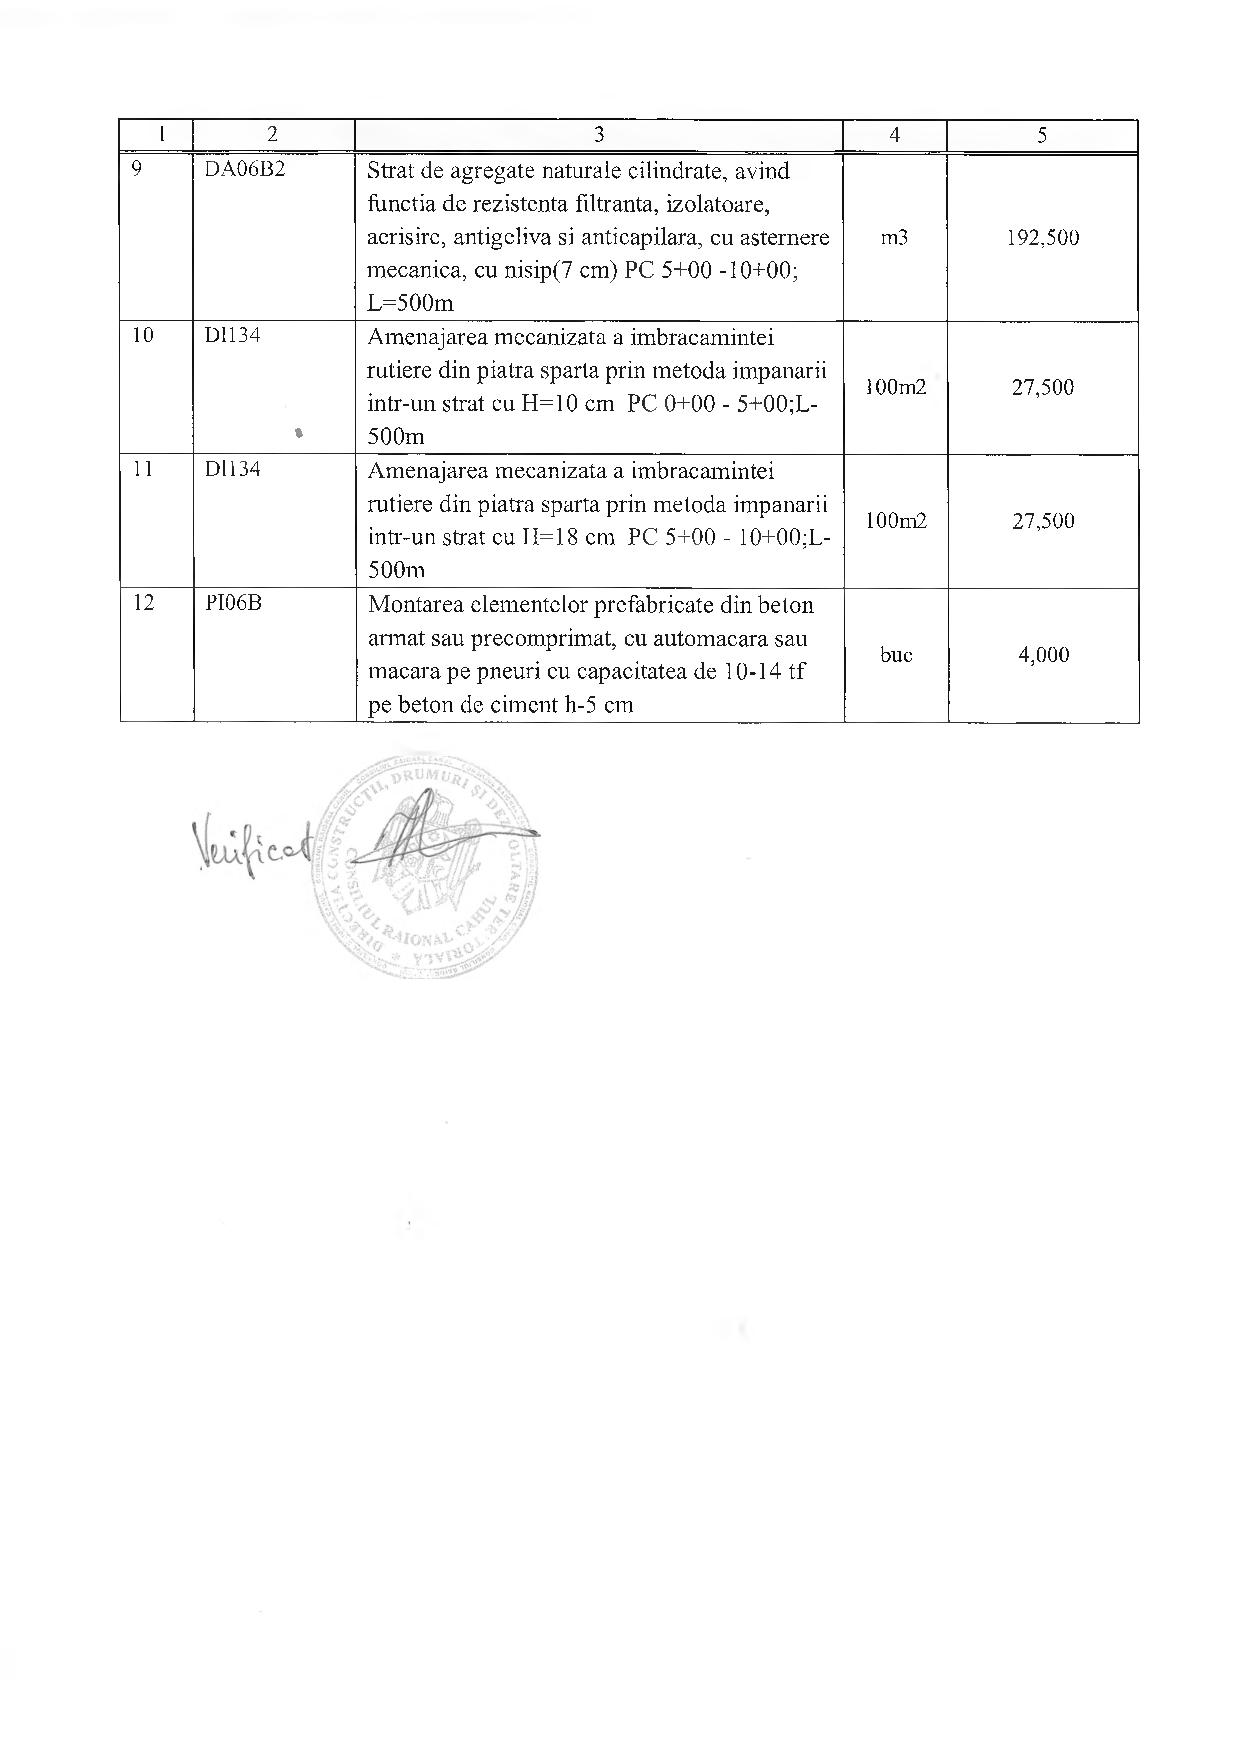 1 2 3 4 5
9 DA06B2 Strat de agregate naturale cilindrate, avind
functia de rezistenta filtranta, izolatoare,
aerisire, antigeliva si anticapilara, cu asternere m3 192,500
mecanica, cu nisip(7 cm) PC 5+00 -10+00;
L=500m
10 DI134 Amenajarea mecanizata a imbracamintei
rutiere din piatra sparta prin metoda impanarii
100m2 27,500
intr-un strat cu H=10 cm PC 0+00 - 5+00;L-
500m
11 DI134 Amenajarea mecanizata a imbracamintei
rutiere din piatra sparta prin metoda impanarii
100m2 27,500
intr-un strat cu H=18 cm PC 5+00 - 10+00;L-
500m
12 PI06B Montarea elementelor prefabricate din beton
armat sau precomprimat, cu automacara sau
buc 4,000
macara pe pneuri cu capacitatea de 10-14 tf
pe beton de ciment h-5 cm
Verificat
DIRECȚIA CONSTRUCȚII, DRUMURI ȘI DEZVOLTARE TERITORIALĂ *
CONSILIUL RAIONAL CAHUL